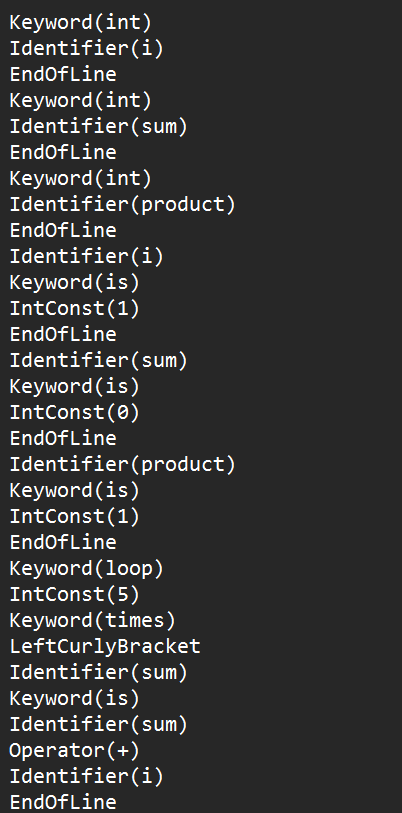 Keyword(int)
Identifier(i)
EndOfLine
Keyword(int)
Identifier(sum)
EndOfLine
Keyword(int)
Identifier(product)
EndOfLine
Identifier(i)
Keyword(is)
IntConst(1)
EndOfLine
Identifier(sum)
Keyword(is)
IntConst(0)
EndOfLine
Identifier(product)
Keyword(is)
IntConst(1)
EndOfLine
Keyword(loop)
IntConst(5)
Keyword(times)
LeftCurlyBracket
Identifier(sum)
Keyword(is)
Identifier(sum)
Operator(+)
Identifier(i)
EndOfLine